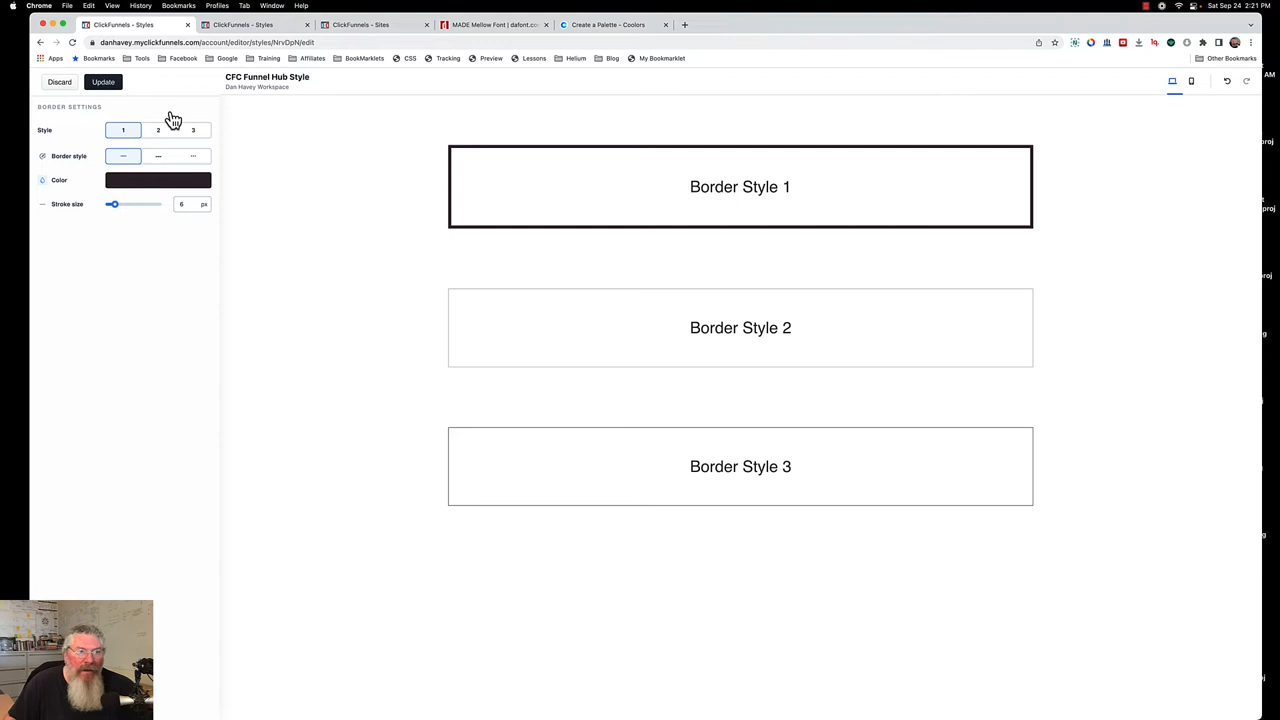 Chrome File Edit View History Bookmarks Profiles Tab Window Help
Sat Sep 24 2:21 PM
ClickFunnels - Styles
ClickFunnels - Styles
ClickFunnels - Sites
MADE Mellow Font | dafont.co
Create a Palette - Coolors
danhavey.myclickfunnels.com/account/editor/styles/NrvDpN/edit
Apps Bookmarks Tools Facebook Google Training Affiliates BookMarklets CSS Tracking Preview Lessons Helium Blog My Bookmarklet Other Bookmarks
AM
Discard
Update
CFC Funnel Hub Style
Dan Havey Workspace
BORDER SETTINGS
Style 1 2 3
Border style
Color
Stroke size 6 px
Border Style 1
Border Style 2
Border Style 3